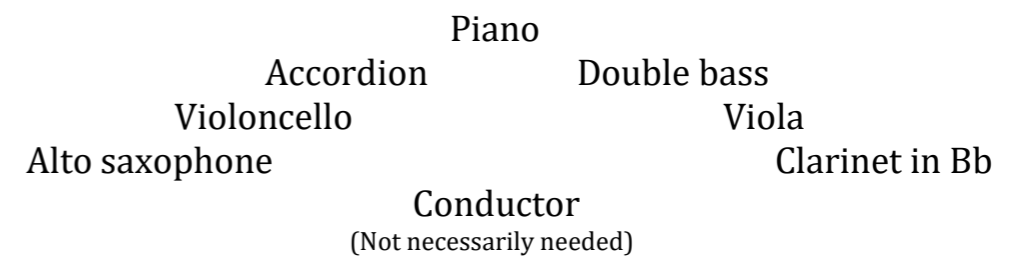 Piano
Accordion Double bass
Violoncello Viola
Alto saxophone Clarinet in Bb
Conductor
(Not necessarily needed)